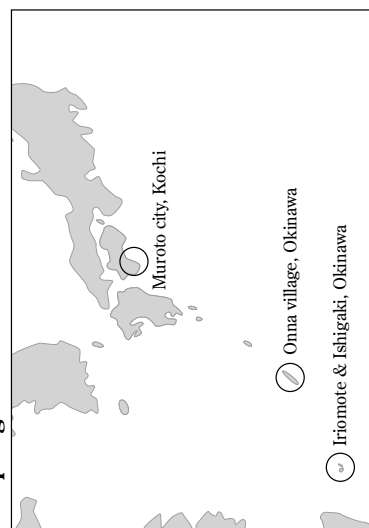 Muroto city, Kochi
Onna village, Okinawa
Iriomote & Ishigaki, Okinawa